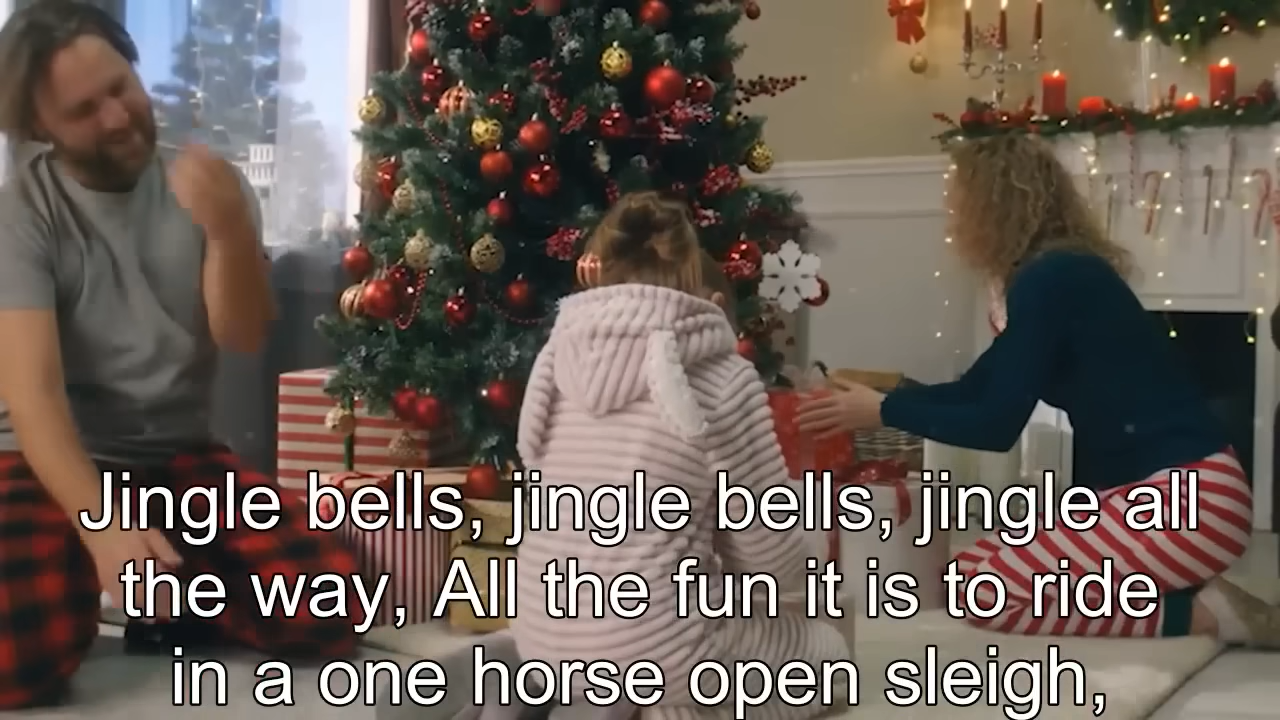 Jingle bells, jingle bells, jingle all
the way, All the fun it is to ride
in a one horse open sleigh,